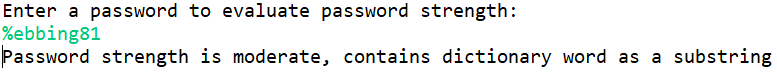 Enter a password to evaluate password strength:
%ebbing81
Password strength is moderate, contains dictionary word as a substring